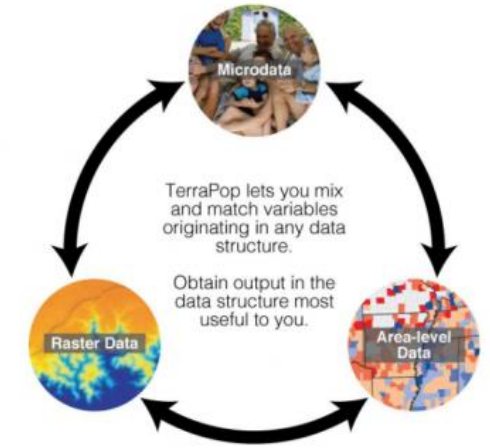 Microdata
TerraPop lets you mix
and match variables
originating in any data
structure.
Obtain output in the
data structure most
useful to you.
Raster Data
Area-level
Data